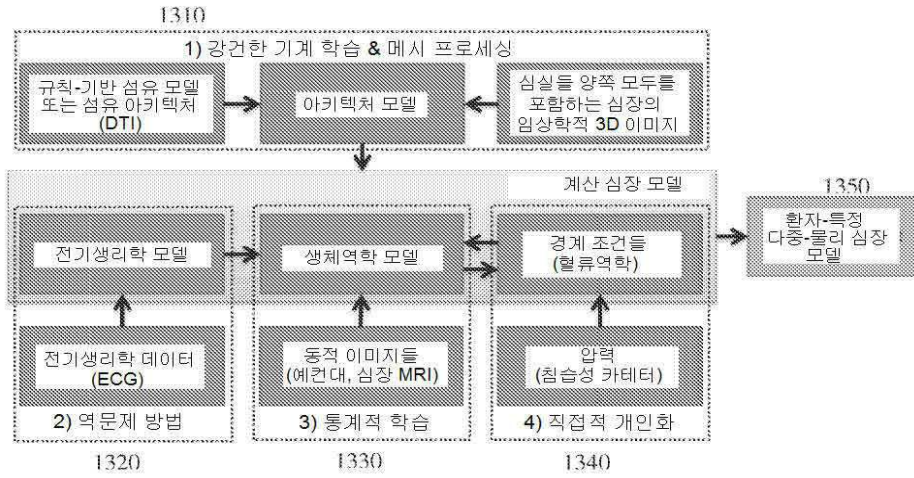 1310
1) 강건한 기계 학습 & 메시 프로세싱
규칙-기반 섬유 모델
또는 섬유 아키텍처
(DTI)
아키텍처 모델
심실들 양쪽 모두를
포함하는 심장의
임상학적 3D 이미지
계산 심장 모델
1350
환자-특정
다중-물리 심장
모델
전기생리학 모델
생체역학 모델
경계 조건들
(혈류역학)
전기생리학 데이터
(ECG)
동적 이미지들
(예컨대, 심장 MRI)
압력
(침습성 카테터)
2) 역문제 방법
3) 통계적 학습
4) 직접적 개인화
1320
1330
1340